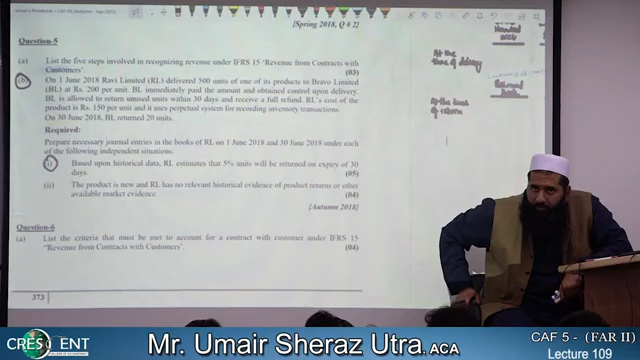 [Spring 2018, Q # 2]
Question-5
(a) List the five steps involved in recognizing revenue under IFRS 15 'Revenue from Contracts with
Customers'. (03)
(b) On 1 June 2018 Ravi Limited (RL) delivered 500 units of one of its products to Bravo Limited
(BL) at Rs. 200 per unit. BL immediately paid the amount and obtained control upon delivery.
BL is allowed to return unused units within 30 days and receive a full refund. RL's cost of the
product is Rs. 150 per unit and it uses perpetual system for recording inventory transactions.
On 30 June 2018, BL returned 20 units.
Required:
Prepare necessary journal entries in the books of RL on 1 June 2018 and 30 June 2018 under each
of the following independent situations.
(i) Based upon historical data, RL estimates that 5% units will be returned on expiry of 30
days. (05)
(ii) The product is new and RL has no relevant historical evidence of product returns or other
available market evidence. (04)
[Autumn 2018]
Question-6
(a) List the criteria that must be met to account for a contract with customer under IFRS 15
"Revenue from Contracts with Customers'. (04)
373
At the
time of delivery
At the time
of return
CRESCENT
COLLEGE OF ACCOUNTANCY
Mr. Umair Sheraz Utra. ACA
CAF 5 - (FAR II)
Lecture 109